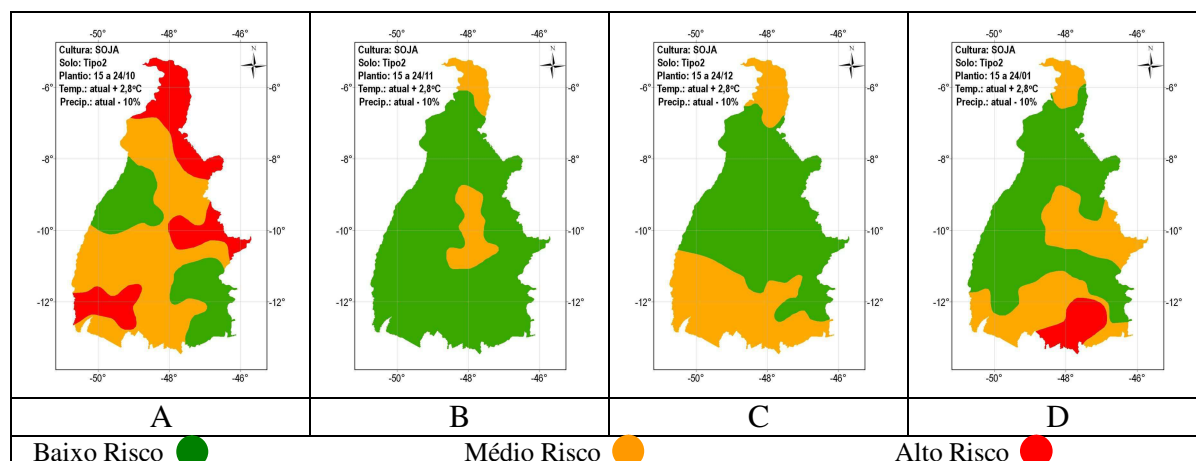 -50° -48° -46°
Cultura: SOJA
Solo: Tipo2
Plantio: 15 a 24/10
Temp.: atual + 2,8ºC
Precip.: atual - 10%
N
-6° -6°
-8° -8°
-10° -10°
-12° -12°
-50° -48° -46°
-50° -48° -46°
Cultura: SOJA
Solo: Tipo2
Plantio: 15 a 24/11
Temp.: atual + 2,8ºC
Precip.: atual - 10%
N
-6° -6°
-8° -8°
-10° -10°
-12° -12°
-50° -48° -46°
-50° -48° -46°
Cultura: SOJA
Solo: Tipo2
Plantio: 15 a 24/12
Temp.: atual + 2,8ºC
Precip.: atual - 10%
N
-6° -6°
-8° -8°
-10° -10°
-12° -12°
-50° -48° -46°
-50° -48° -46°
Cultura: SOJA
Solo: Tipo2
Plantio: 15 a 24/01
Temp.: atual + 2,8ºC
Precip.: atual - 10%
N
-6° -6°
-8° -8°
-10° -10°
-12° -12°
-50° -48° -46°
A B C D
Baixo Risco Médio Risco Alto Risco